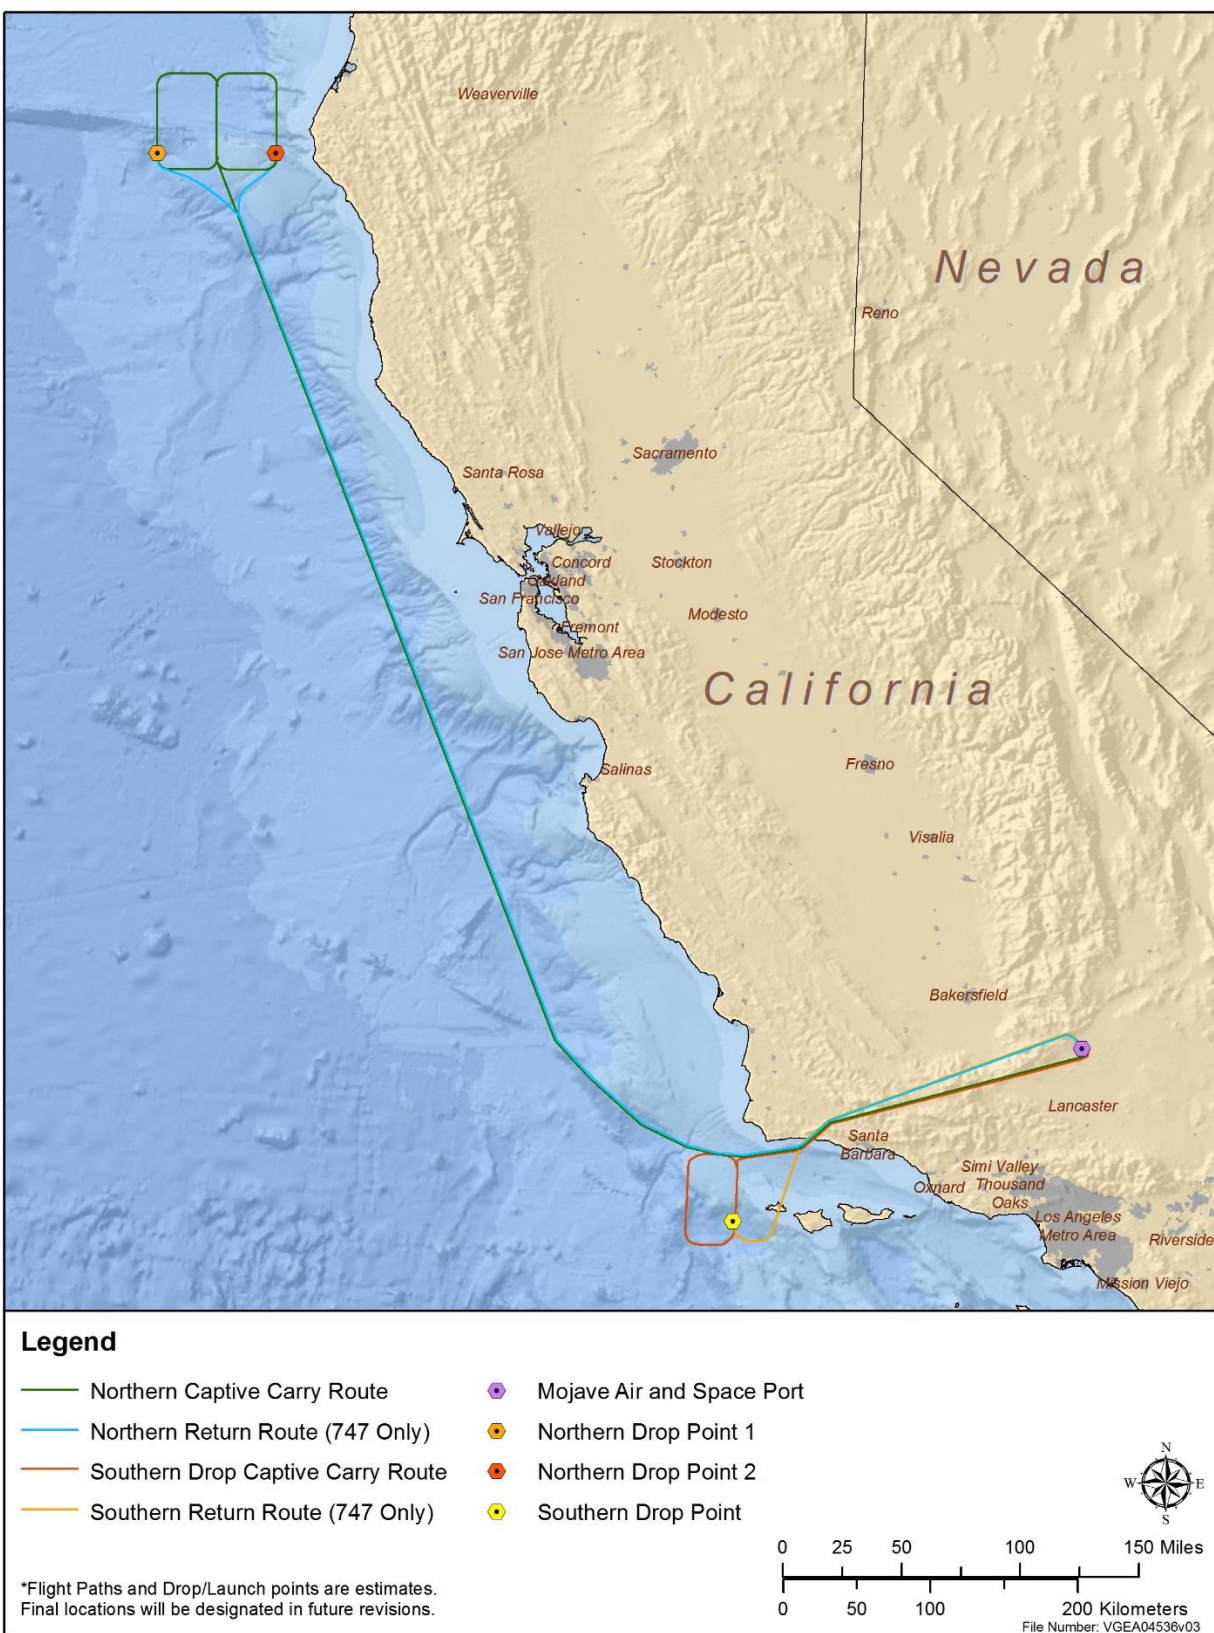 Weaverville
Nevada
Reno
Sacramento
Santa Rosa
Vallejo
Concord
Stockton
Oakland
San Francisco
Modesto
Fremont
San Jose Metro Area
California
Fresno
Salinas
Visalia
Bakersfield
Lancaster
Santa
Barbara
Simi Valley
Thousand
Oaks
Oxnard
Los Angeles
Metro Area
Riverside
Mission Viejo
Legend
Northern Captive Carry Route
Northern Return Route (747 Only)
Southern Drop Captive Carry Route
Southern Return Route (747 Only)
Mojave Air and Space Port
Northern Drop Point 1
Northern Drop Point 2
Southern Drop Point
N
W E
S
0 25 50 100 150 Miles
0 50 100 200 Kilometers
*Flight Paths and Drop/Launch points are estimates.
Final locations will be designated in future revisions.
File Number: VGEA04536v03